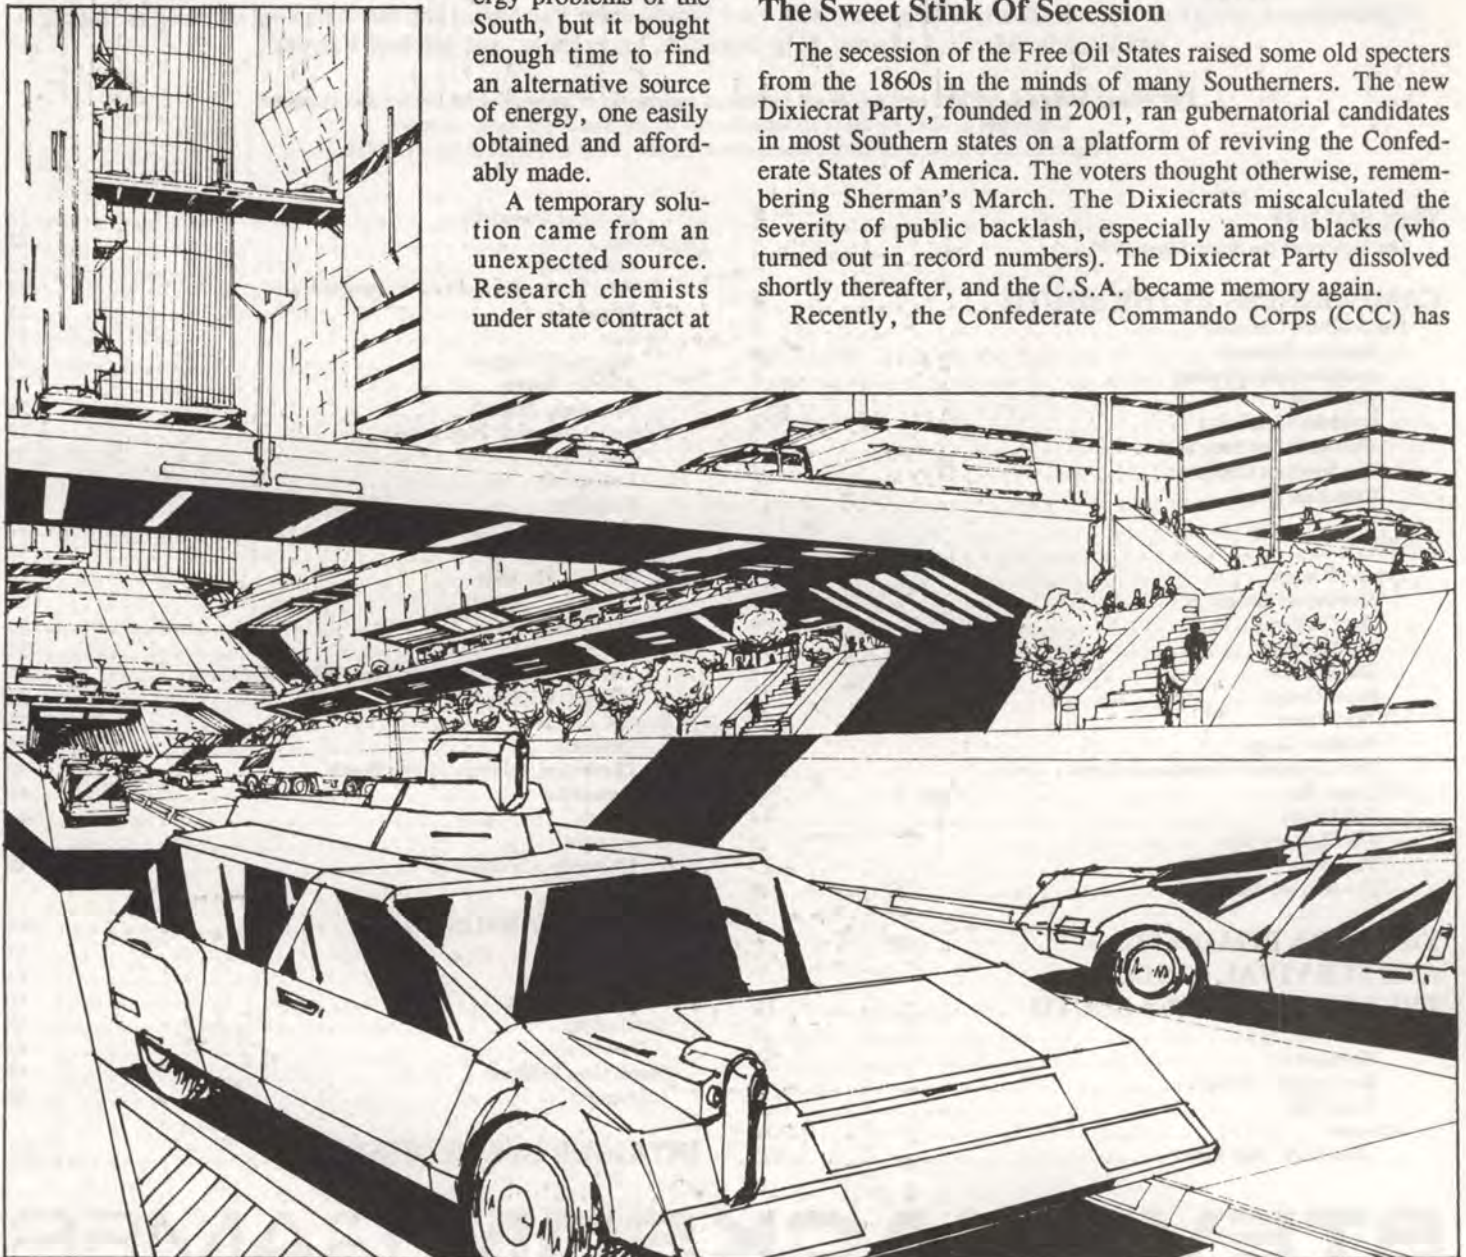 ergy problems of the
South, but it bought
enough time to find
an alternative source
of energy, one easily
obtained and afford-
ably made.
A temporary solu-
tion came from an
unexpected source.
Research chemists
under state contract at
The Sweet Stink Of Secession
The secession of the Free Oil States raised some old specters
from the 1860s in the minds of many Southerners. The new
Dixiecrat Party, founded in 2001, ran gubernatorial candidates
in most Southern states on a platform of reviving the Confed-
erate States of America. The voters thought otherwise, remem-
bering Sherman's March. The Dixiecrats miscalculated the
severity of public backlash, especially among blacks (who
turned out in record numbers). The Dixiecrat Party dissolved
shortly thereafter, and the C.S.A. became memory again.
Recently, the Confederate Commando Corps (CCC) has